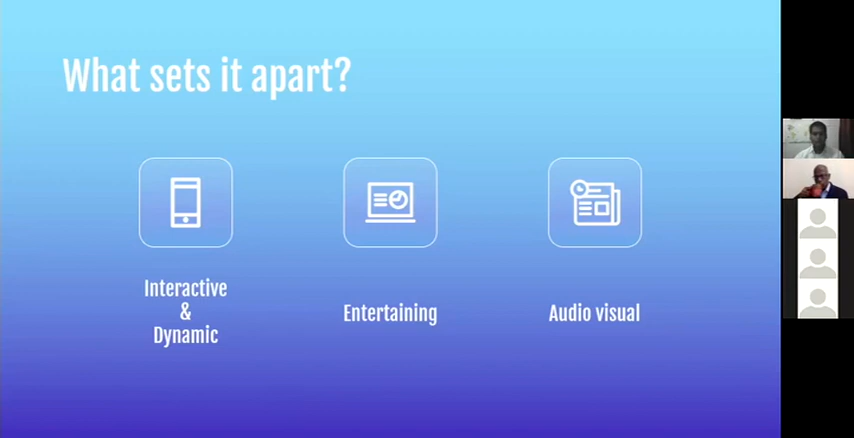 What sets it apart?
Interactive
&
Dynamic
Entertaining
Audio visual